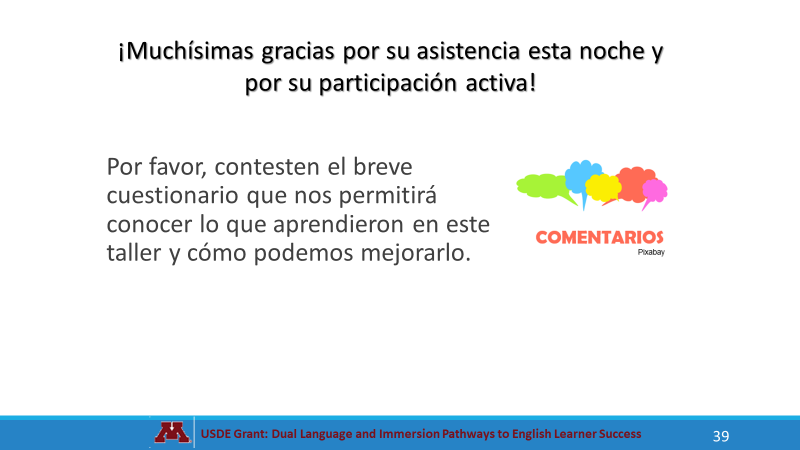 ¡Muchísimas gracias por su asistencia esta noche y
por su participación activa!
Por favor, contesten el breve
cuestionario que nos permitirá
conocer lo que aprendieron en este
taller y cómo podemos mejorarlo.
COMENTARIOS
Pixabay
M
USDE Grant: Dual Language and Immersion Pathways to English Learner Success
39